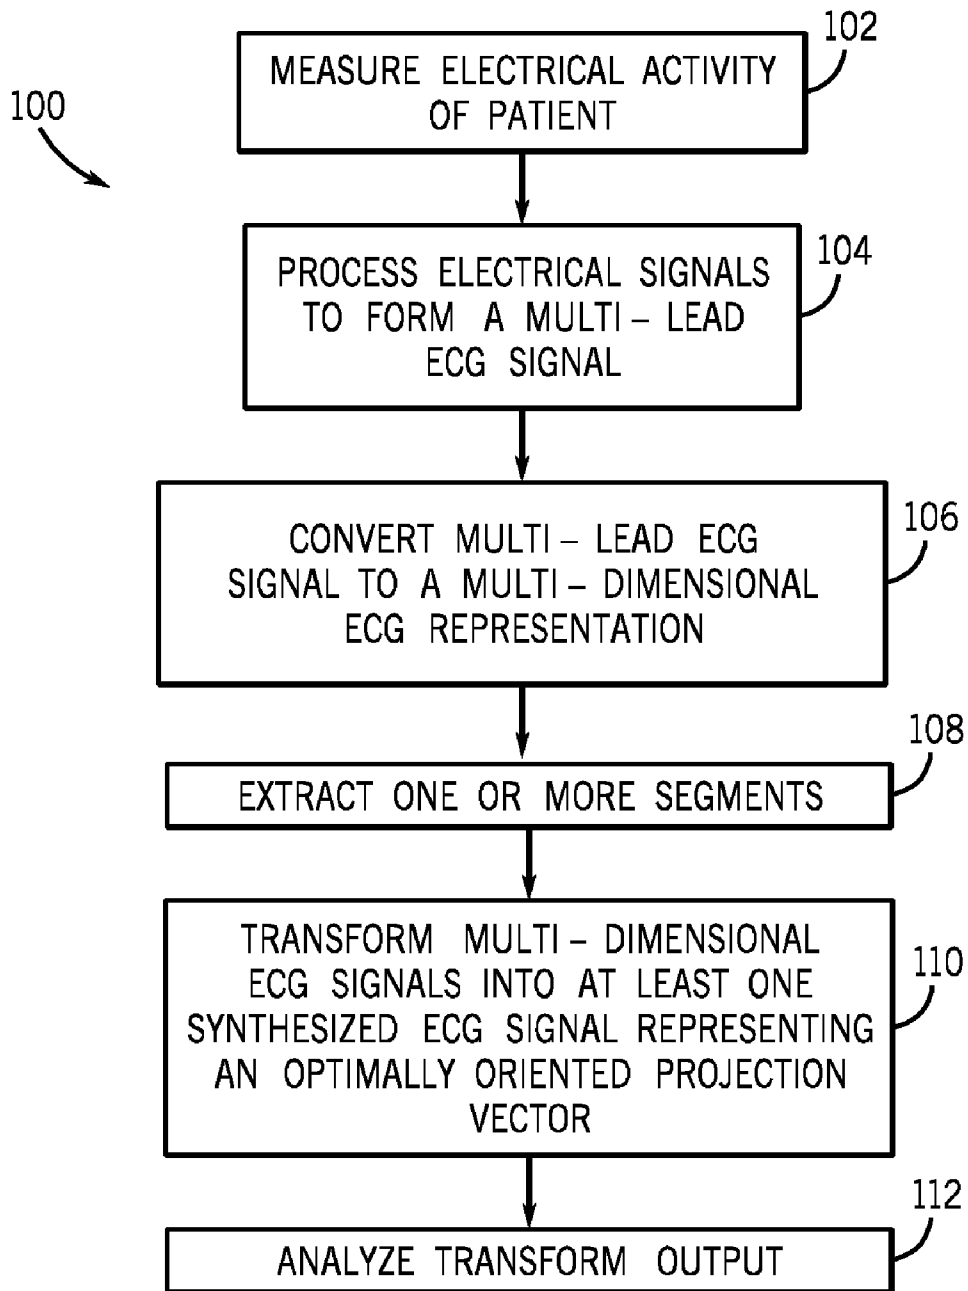 102
MEASURE ELECTRICAL ACTIVITY
OF PATIENT
100
104
PROCESS ELECTRICAL SIGNALS
TO FORM A MULTI – LEAD
ECG SIGNAL
106
CONVERT MULTI – LEAD ECG
SIGNAL TO A MULTI – DIMENSIONAL
ECG REPRESENTATION
108
EXTRACT ONE OR MORE SEGMENTS
TRANSFORM MULTI – DIMENSIONAL
ECG SIGNALS INTO AT LEAST ONE
SYNTHESIZED ECG SIGNAL REPRESENTING
AN OPTIMALLY ORIENTED PROJECTION
VECTOR
110
112
ANALYZE TRANSFORM OUTPUT